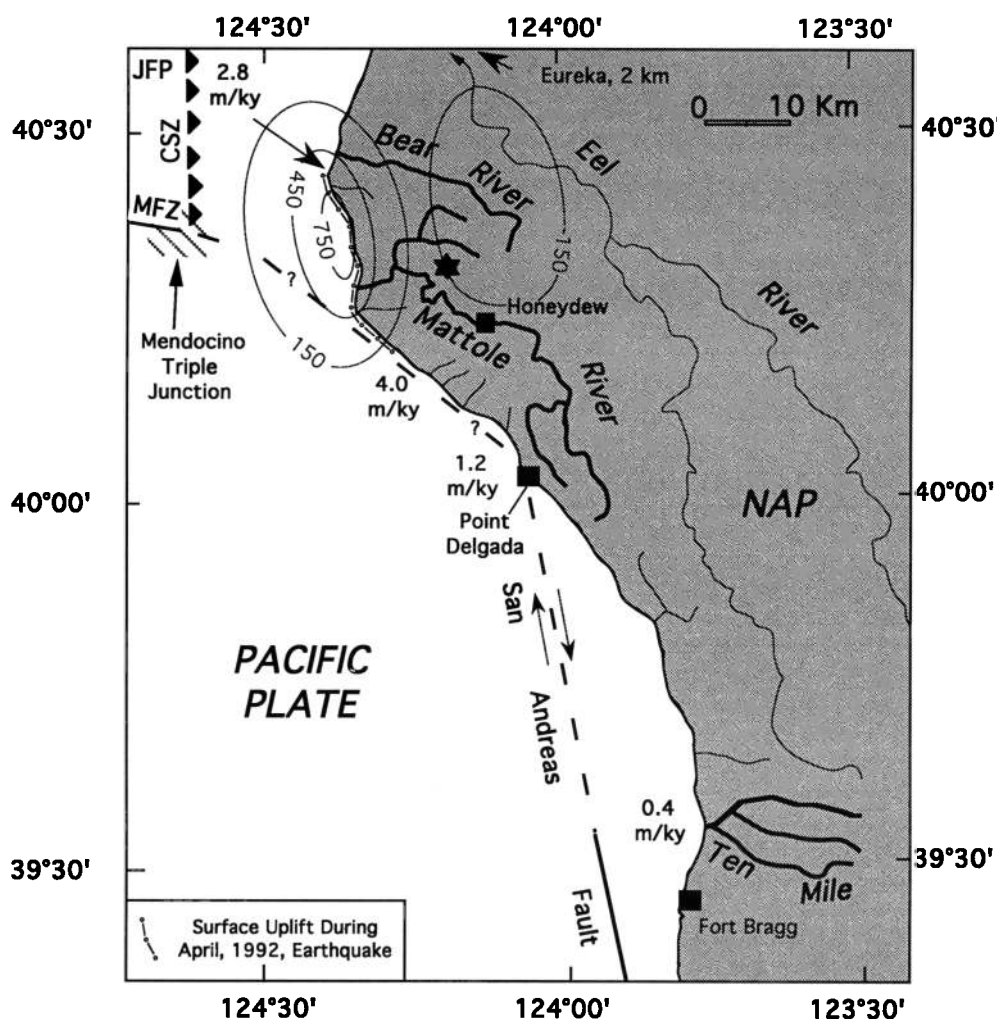 124°30' 124°00' 123°30'
JFP
2.8
m/ky
Eureka, 2 km
0 10 Km
40°30' 40°30'
CSZ
Bear
River
Eel
River
450
750
150
150
MFZ
?
Mendocino
Triple
Junction
Honeydew
Mattole
River
4.0
m/ky
?
1.2
m/ky
40°00' 40°00'
Point
Delgada
NAP
San
Andreas
Fault
PACIFIC
PLATE
0.4
m/ky
39°30' 39°30'
Ten
Mile
Fort Bragg
Surface Uplift During
April, 1992, Earthquake
124°30' 124°00' 123°30'